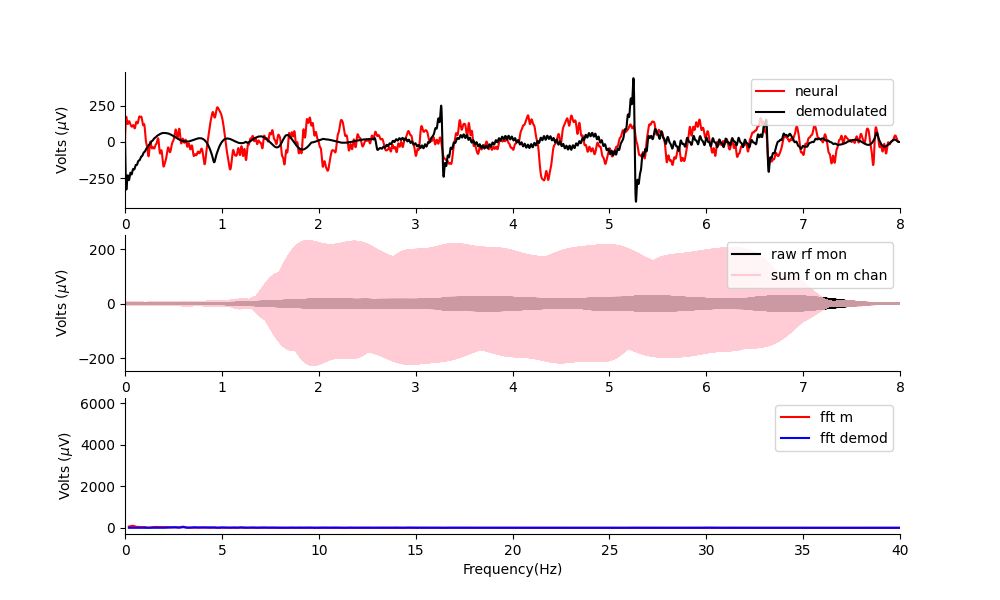 Volts (μV)
250
0
−250
neural
demodulated
0 1 2 3 4 5 6 7 8
Volts (μV)
200
0
−200
raw rf mon
sum f on m chan
0 1 2 3 4 5 6 7 8
Volts (μV)
6000
4000
2000
0
fft m
fft demod
0 5 10 15 20 25 30 35 40
Frequency(Hz)